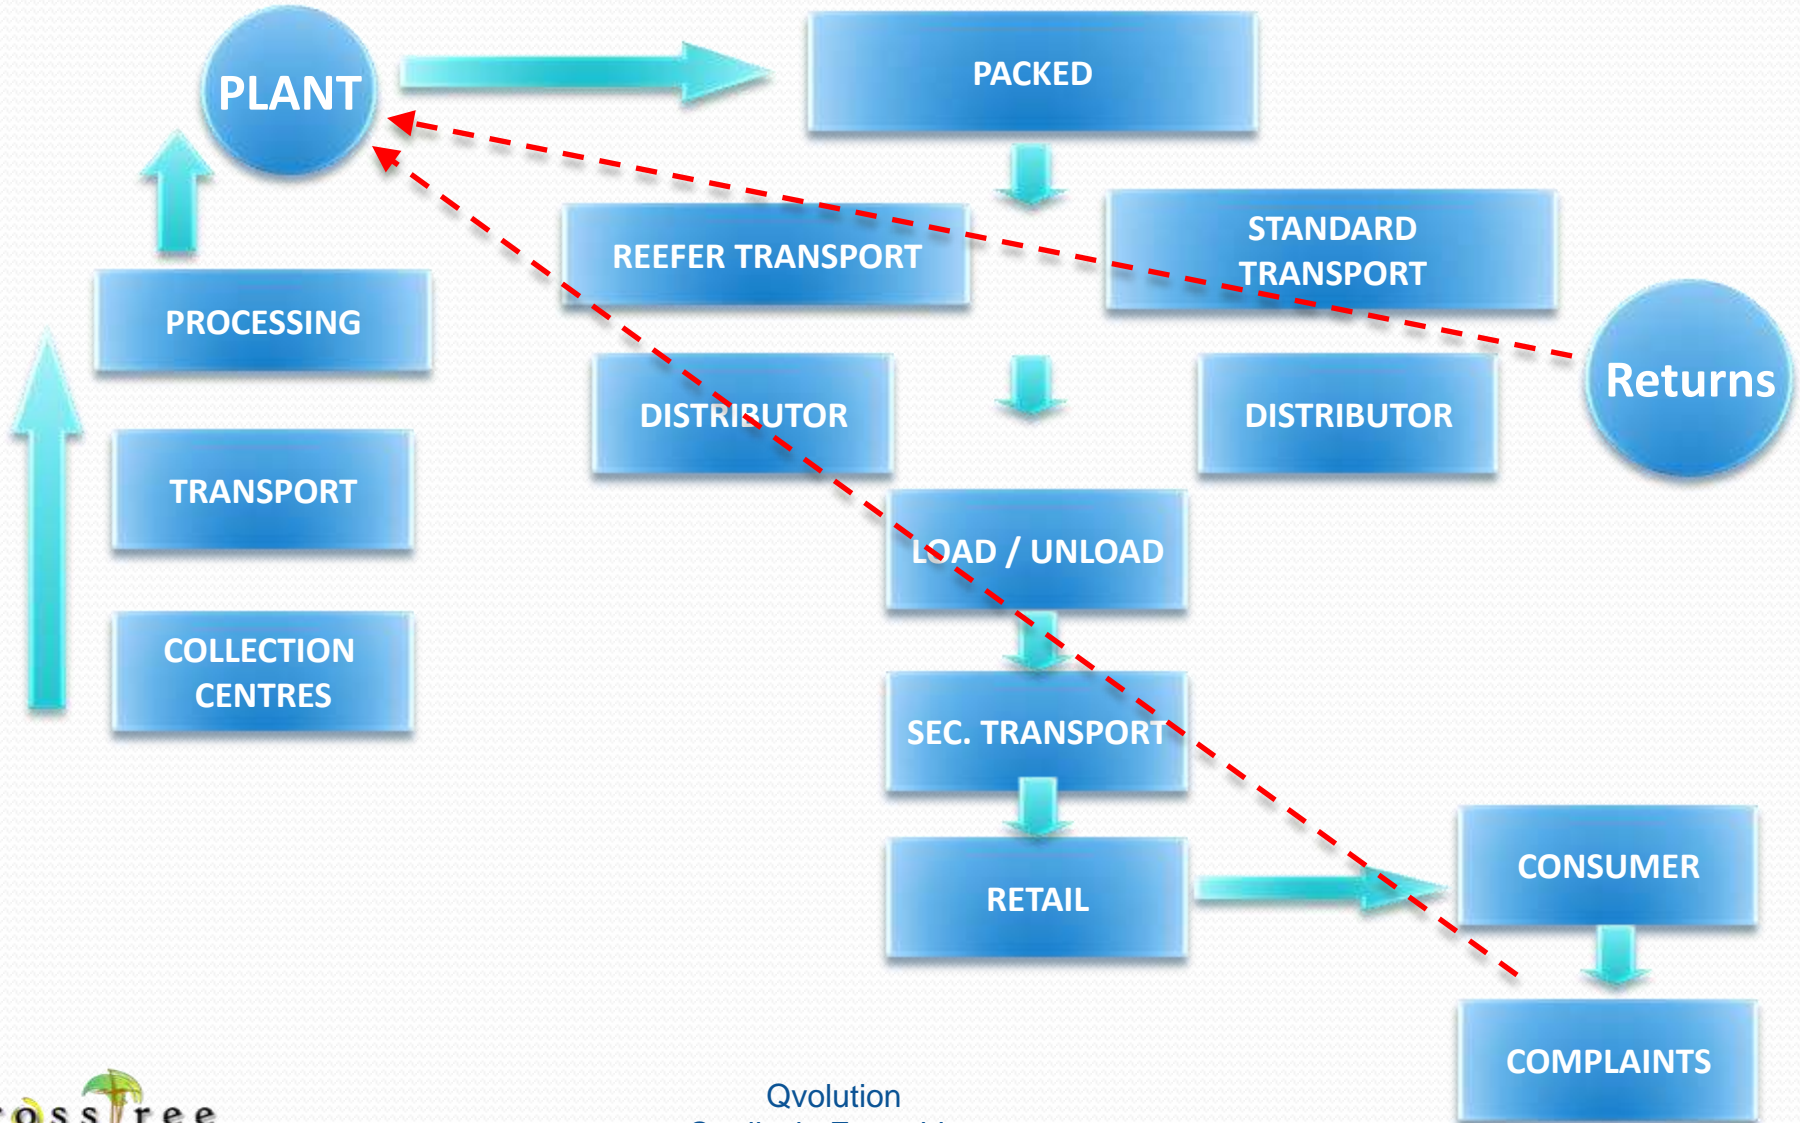 PLANT
PACKED
REEFER TRANSPORT
STANDARD
TRANSPORT
PROCESSING
Returns
DISTRIBUTOR
DISTRIBUTOR
TRANSPORT
LOAD / UNLOAD
COLLECTION
CENTRES
SEC. TRANSPORT
RETAIL
CONSUMER
COMPLAINTS
Qvolution